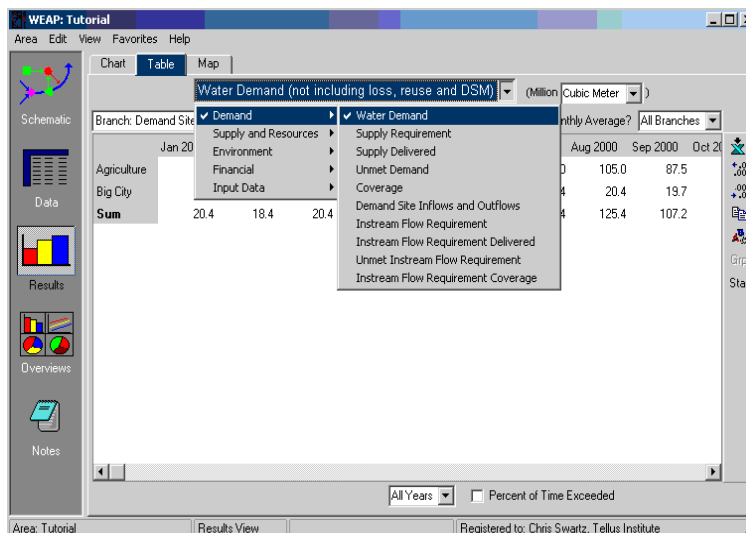 WEAP: Tutorial
Area Edit View Favorites Help
Chart Table Map
Water Demand (not including loss, reuse and DSM) (Million Cubic Meter )
Schematic
Branch: Demand Site
Monthly Average? All Branches
Demand
Supply and Resources
Environment
Financial
Input Data
Water Demand
Supply Requirement
Supply Delivered
Unmet Demand
Coverage
Demand Site Inflows and Outflows
Instream Flow Requirement
Instream Flow Requirement Delivered
Unmet Instream Flow Requirement
Instream Flow Requirement Coverage
Jan 20 Aug 2000 Sep 2000 Oct 20
Agriculture 105.0 87.5
Big City 20.4 19.7
Sum 20.4 18.4 20.4 125.4 107.2
Data
Results
Overviews
Notes
Grp
Sta
All Years Percent of Time Exceeded
Area: Tutorial Results View Registered to: Chris Swartz, Tellus Institute